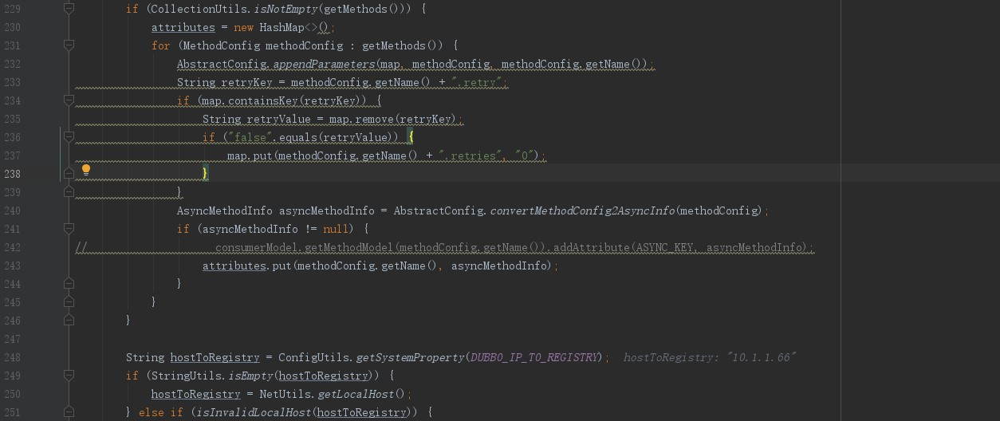 229 if (CollectionUtils.isNotEmpty(getMethods())) {
230 attributes = new HashMap<>();
231 for (MethodConfig methodConfig : getMethods()) {
232 AbstractConfig.appendParameters(map, methodConfig, methodConfig.getName());
233 String retryKey = methodConfig.getName() + ".retry";
234 if (map.containsKey(retryKey)) {
235 String retryValue = map.remove(retryKey);
236 if ("false".equals(retryValue)) {
237 map.put(methodConfig.getName() + ".retries", "0");
238 }
239 }
240 AsyncMethodInfo asyncMethodInfo = AbstractConfig.convertMethodConfig2AsyncInfo(methodConfig);
241 if (asyncMethodInfo != null) {
242 // consumerModel.getMethodModel(methodConfig.getName()).addAttribute(ASYNC_KEY, asyncMethodInfo);
243 attributes.put(methodConfig.getName(), asyncMethodInfo);
244 }
245 }
246 }
247
248 String hostToRegistry = ConfigUtils.getSystemProperty(DUBBO_IP_TO_REGISTRY); hostToRegistry: "10.1.1.66"
249 if (StringUtils.isEmpty(hostToRegistry)) {
250 hostToRegistry = NetUtils.getLocalHost();
251 } else if (isInvalidLocalHost(hostToRegistry)) {